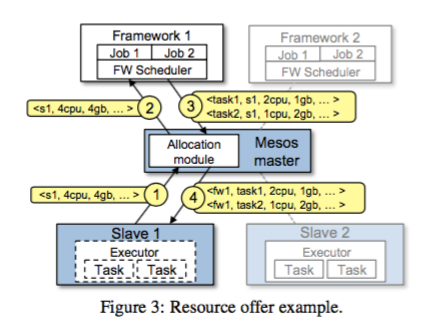 Framework 1
Job 1 Job 2
FW Scheduler
Framework 2
Job 1 Job 2
FW Scheduler
<s1, 4cpu, 4gb, … >
2
3
<task1, s1, 2cpu, 1gb, … >
<task2, s1, 1cpu, 2gb, … >
Allocation
module
Mesos
master
<s1, 4cpu, 4gb, … >
1
4
<fw1, task1, 2cpu, 1gb, … >
<fw1, task2, 1cpu, 2gb, … >
Slave 1
Executor
Task Task
Slave 2
Executor
Task Task
Figure 3: Resource offer example.